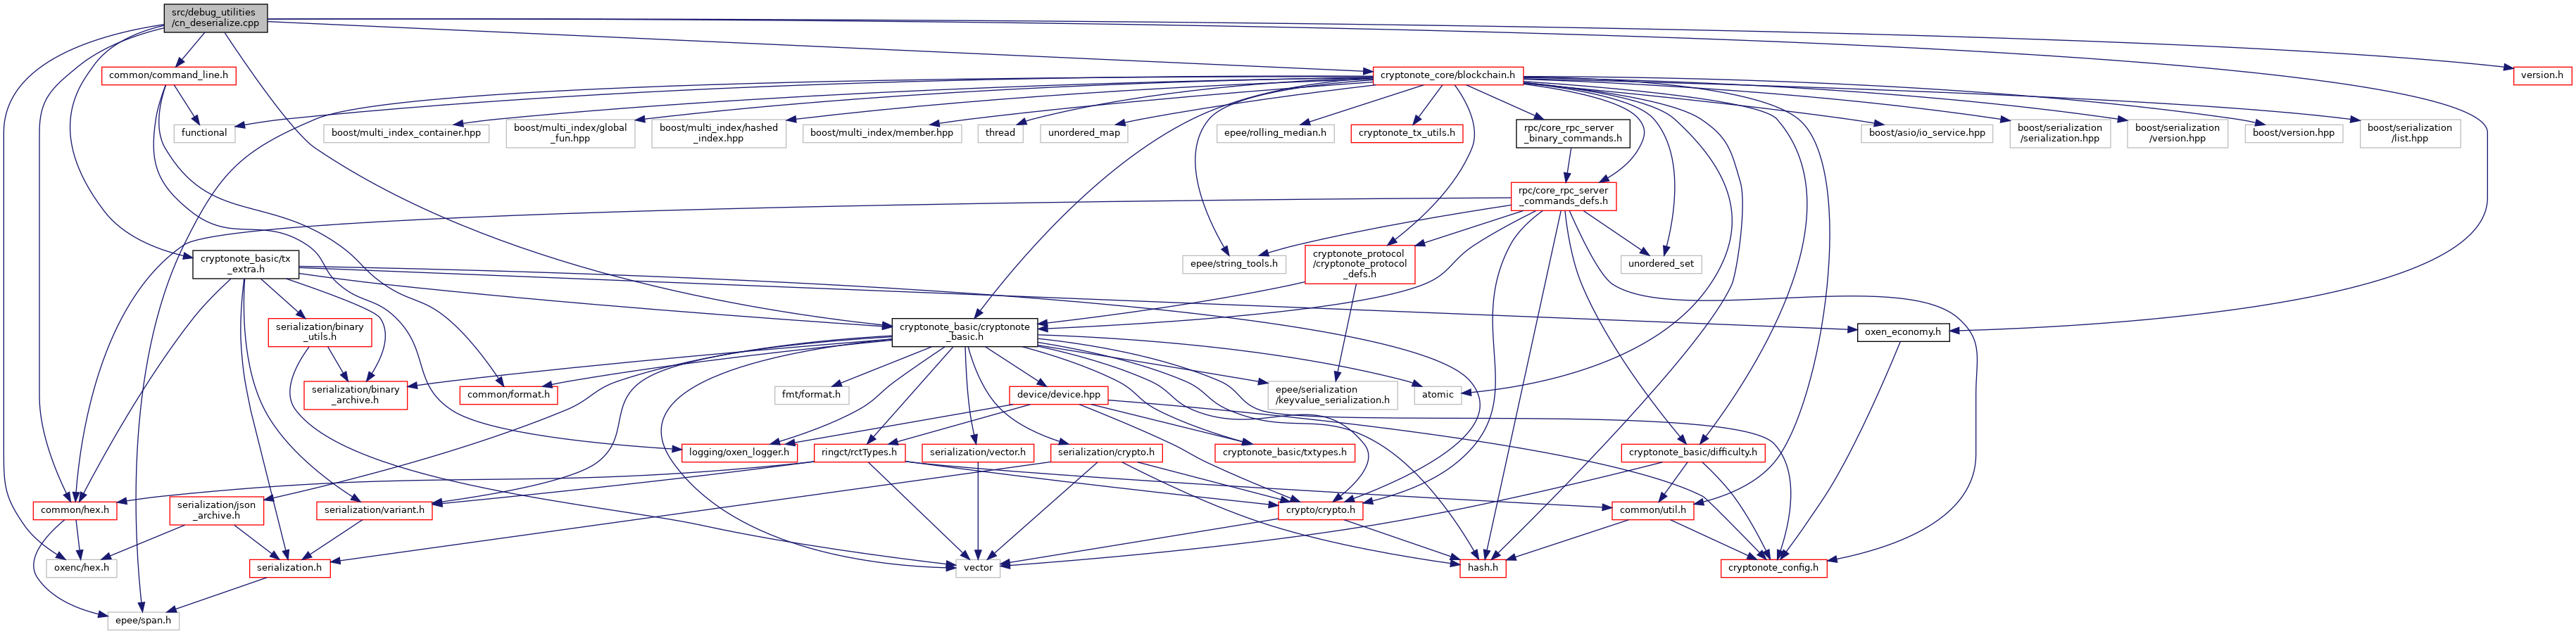 src/debug_utilities
/cn_deserialize.cpp
common/command_line.h
cryptonote_core/blockchain.h
version.h
functional
boost/multi_index_container.hpp
boost/multi_index/global
_fun.hpp
boost/multi_index/hashed
_index.hpp
boost/multi_index/member.hpp
thread
unordered_map
epee/rolling_median.h
cryptonote_tx_utils.h
rpc/core_rpc_server
_binary_commands.h
boost/asio/io_service.hpp
boost/serialization
/serialization.hpp
boost/serialization
/version.hpp
boost/version.hpp
boost/serialization
/list.hpp
rpc/core_rpc_server
_commands_defs.h
cryptonote_basic/tx
_extra.h
epee/string_tools.h
cryptonote_protocol
/cryptonote_protocol
_defs.h
unordered_set
serialization/binary
_utils.h
cryptonote_basic/cryptonote
_basic.h
oxen_economy.h
serialization/binary
_archive.h
common/format.h
fmt/format.h
device/device.hpp
epee/serialization
/keyvalue_serialization.h
atomic
logging/oxen_logger.h
ringct/rctTypes.h
serialization/vector.h
serialization/crypto.h
cryptonote_basic/txtypes.h
cryptonote_basic/difficulty.h
common/hex.h
serialization/json
_archive.h
serialization/variant.h
crypto/crypto.h
common/util.h
oxenc/hex.h
serialization.h
vector
hash.h
cryptonote_config.h
epee/span.h